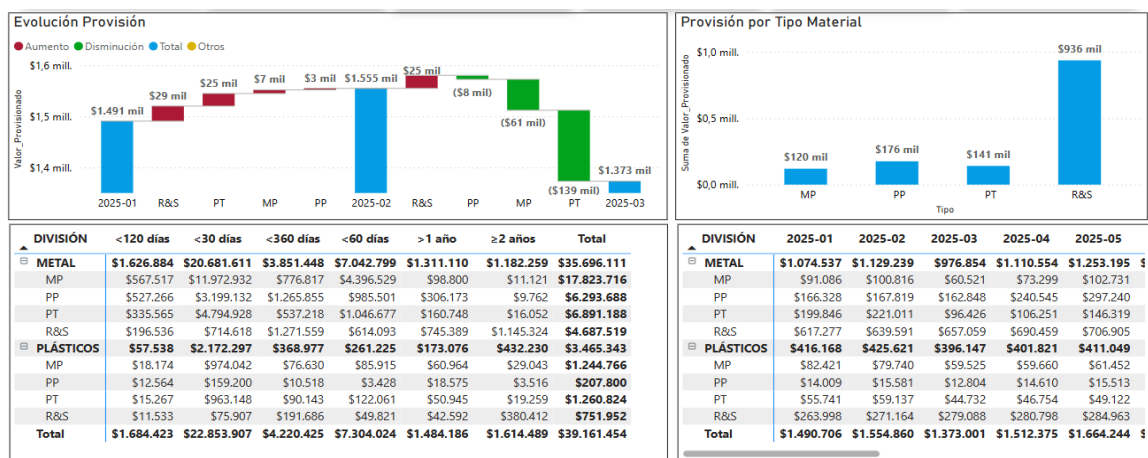 Evolución Provisión
Aumento Disminución Total Otros
Valor_Provisionado
$1,6 mill.
$1,5 mill.
$1,4 mill.
$1.491 mil
$29 mil
$25 mil
$7 mil
$3 mil
$1.555 mil
$25 mil
($8 mil)
($61 mil)
($139 mil)
$1.373 mil
2025-01 R&S PT MP PP 2025-02 R&S PP MP PT 2025-03
Provisión por Tipo Material
Suma de Valor_Provisionado
$1,0 mill.
$0,5 mill.
$0,0 mill.
$120 mil
$176 mil
$141 mil
$936 mil
MP PP PT R&S
Tipo
DIVISIÓN <120 días <30 días <360 días <60 días >1 año ≥2 años Total
METAL $1.626.884 $20.681.611 $3.851.448 $7.042.799 $1.311.110 $1.182.259 $35.696.111
MP $567.517 $11.972.932 $776.817 $4.396.529 $98.800 $11.121 $17.823.716
PP $527.266 $3.199.132 $1.265.855 $985.501 $306.173 $9.762 $6.293.688
PT $335.565 $4.794.928 $537.218 $1.046.677 $160.748 $16.052 $6.891.188
R&S $196.536 $714.618 $1.271.559 $614.093 $745.389 $1.145.324 $4.687.519
PLÁSTICOS $57.538 $2.172.297 $368.977 $261.225 $173.076 $432.230 $3.465.343
MP $18.174 $974.042 $76.630 $85.915 $60.964 $29.043 $1.244.766
PP $12.564 $159.200 $10.518 $3.428 $18.575 $3.516 $207.800
PT $15.267 $963.148 $90.143 $122.061 $50.945 $19.259 $1.260.824
R&S $11.533 $75.907 $191.686 $49.821 $42.592 $380.412 $751.952
Total $1.684.423 $22.853.907 $4.220.425 $7.304.024 $1.484.186 $1.614.489 $39.161.454
DIVISIÓN 2025-01 2025-02 2025-03 2025-04 2025-05
METAL $1.074.537 $1.129.239 $976.854 $1.110.554 $1.253.195 $
MP $91.086 $100.816 $60.521 $73.299 $102.731
PP $166.328 $167.819 $162.848 $240.545 $297.240
PT $199.846 $221.011 $96.426 $106.251 $146.319
R&S $617.277 $639.591 $657.059 $690.459 $706.905
PLÁSTICOS $416.168 $425.621 $396.147 $401.821 $411.049
MP $82.421 $79.740 $59.525 $59.660 $61.452
PP $14.009 $15.581 $12.804 $14.610 $15.513
PT $55.741 $59.137 $44.732 $46.754 $49.122
R&S $263.998 $271.164 $279.088 $280.798 $284.963
Total $1.490.706 $1.554.860 $1.373.001 $1.512.375 $1.664.244 $